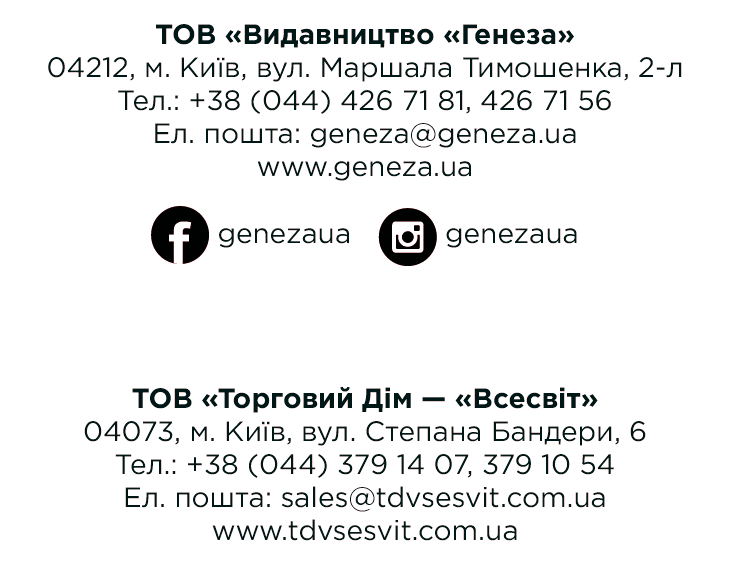 ТОВ «Видавництво «Генеза»
04212, м. Київ, вул. Маршала Тимошенка, 2-л
Тел.: +38 (044) 426 71 81, 426 71 56
Ел. пошта: geneza@geneza.ua
www.geneza.ua
genezaua genezaua
ТОВ «Торговий Дім — «Всесвіт»
04073, м. Київ, вул. Степана Бандери, 6
Тел.: +38 (044) 379 14 07, 379 10 54
Ел. пошта: sales@tdvsesvit.com.ua
www.tdvsesvit.com.ua